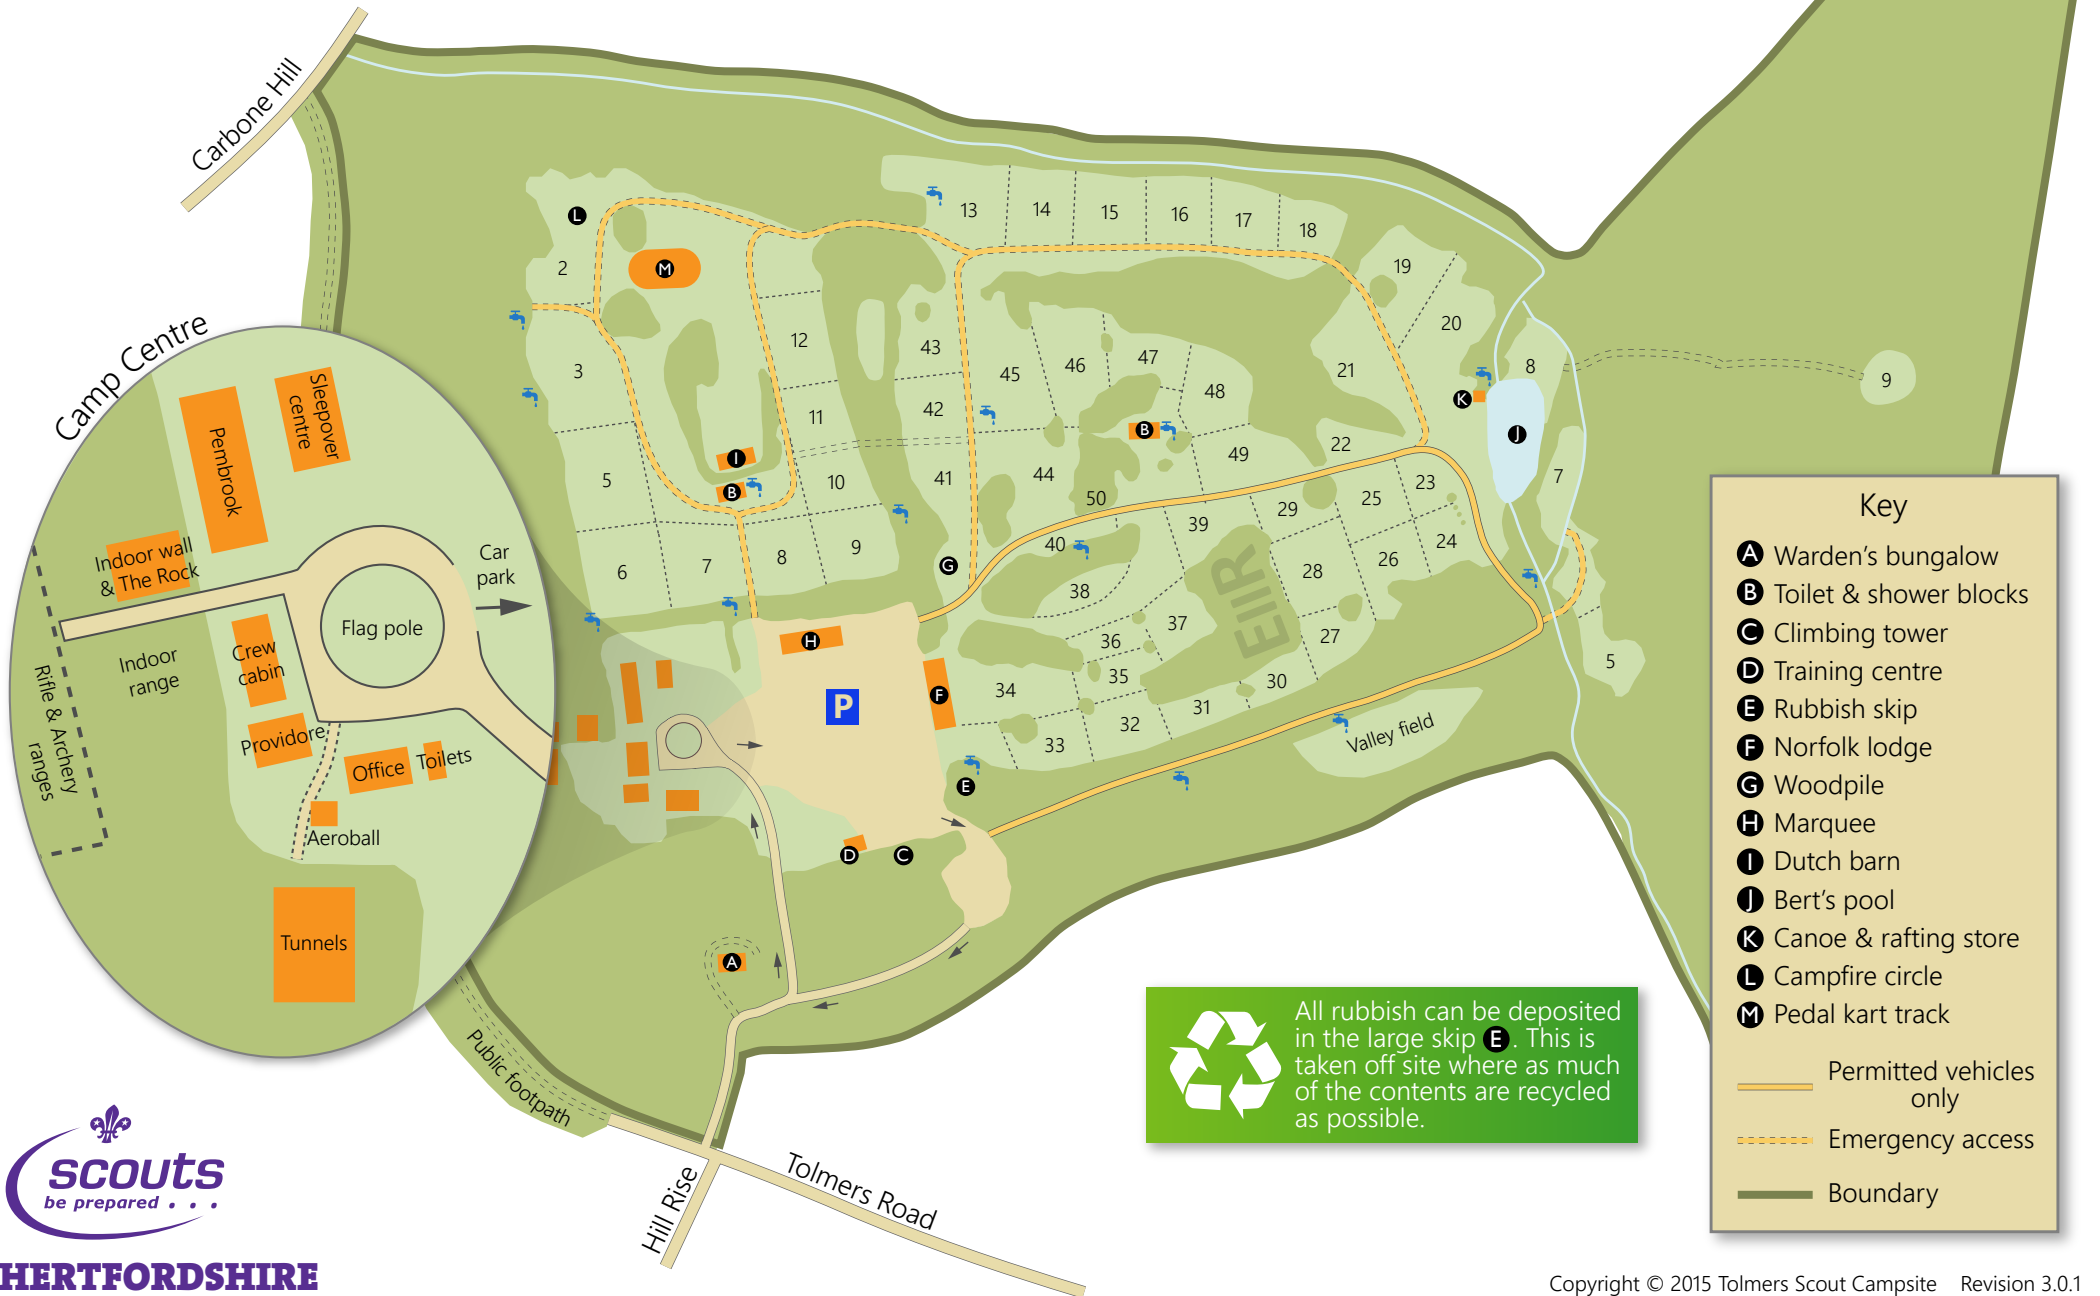 Carbone Hill
Camp Centre
Sleepover
centre
Pembrook
Indoor wall
& The Rock
Car
park
Flag pole
Indoor
range
Crew
cabin
Rifle & Archery
ranges
Providore
Office
Toilets
Aeroball
Tunnels
L
2
M
3
12
11
I
B
5
10
6
7
8
9
13
14
15
16
17
18
19
20
21
22
43
42
41
45
46
47
48
B
49
44
50
G
40
39
38
37
36
35
34
33
32
31
30
29
28
27
26
25
24
23
EIIR
K
J
8
7
9
5
Valley field
H
P
F
E
D
C
A
Public footpath
Hill Rise
Tolmers Road
All rubbish can be deposited
in the large skip E. This is
taken off site where as much
of the contents are recycled
as possible.
Key
A Warden's bungalow
B Toilet & shower blocks
C Climbing tower
D Training centre
E Rubbish skip
F Norfolk lodge
G Woodpile
H Marquee
I Dutch barn
J Bert's pool
K Canoe & rafting store
L Campfire circle
M Pedal kart track
Permitted vehicles
only
Emergency access
Boundary
scouts
be prepared . . .
HERTFORDSHIRE
Copyright © 2015 Tolmers Scout Campsite Revision 3.0.1